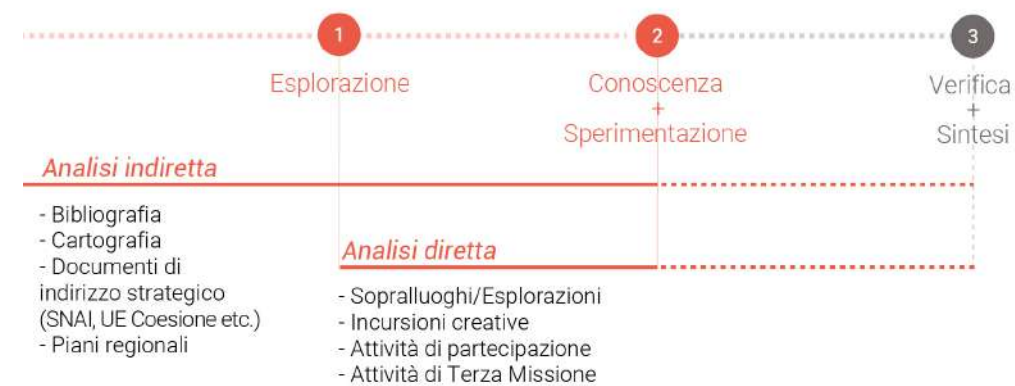 1
2
3
Esplorazione
Conoscenza
+
Sperimentazione
Verifica
+
Sintesi
Analisi indiretta
- Bibliografia
- Cartografia
- Documenti di
indirizzo strategico
(SNAI, UE Coesione etc.)
- Piani regionali
Analisi diretta
- Sopralluoghi/Esplorazioni
- Incursioni creative
- Attività di partecipazione
- Attività di Terza Missione